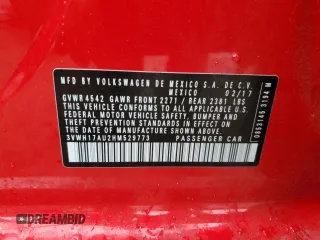 MFD BY VOLKSWAGEN DE MEXICO S.A. DE C.V.
MEXICO 02/17
GVWR 4542 GAWR FRONT 2271 / REAR 2381 LBS
THIS VEHICLE CONFORMS TO ALL APPLICABLE U.S.
FEDERAL MOTOR VEHICLE SAFETY, BUMPER AND
THEFT PREVENTION STANDARDS IN EFFECT ON THE
DATE OF MANUFACTURE SHOWN ABOVE.
3VWH17AU2HM529773 PASSENGER CAR
0863145 3184 M
DREAMBID